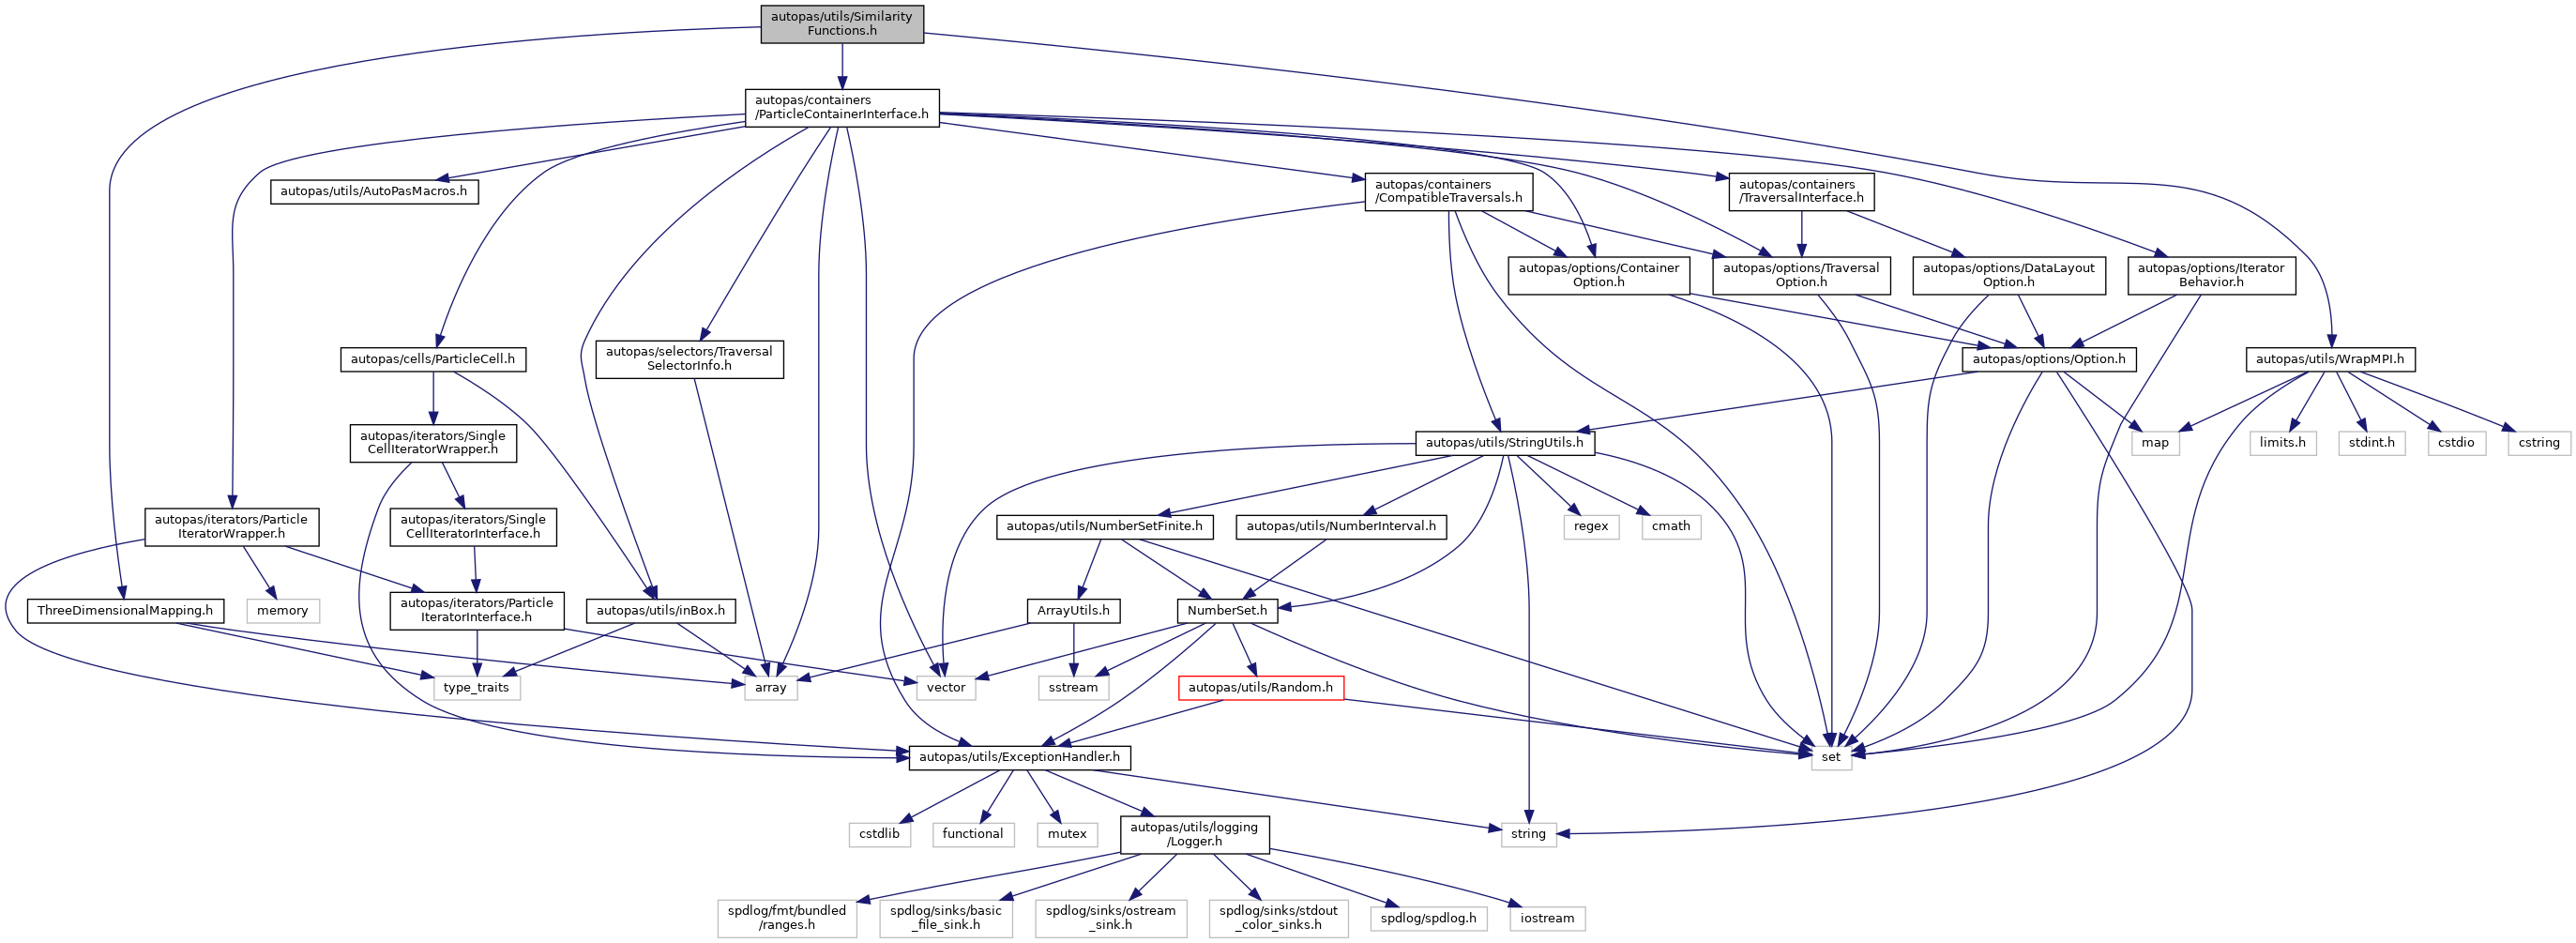 autopas/utils/Similarity
Functions.h
autopas/containers
/ParticleContainerInterface.h
autopas/utils/AutoPasMacros.h
autopas/containers
/CompatibleTraversals.h
autopas/containers
/TraversalInterface.h
autopas/options/Container
Option.h
autopas/options/Traversal
Option.h
autopas/options/DataLayout
Option.h
autopas/options/Iterator
Behavior.h
autopas/cells/ParticleCell.h
autopas/selectors/Traversal
SelectorInfo.h
autopas/options/Option.h
autopas/utils/WrapMPI.h
autopas/iterators/Single
CellIteratorWrapper.h
autopas/utils/StringUtils.h
map
limits.h
stdint.h
cstdio
cstring
autopas/iterators/Particle
IteratorWrapper.h
autopas/iterators/Single
CellIteratorInterface.h
autopas/utils/NumberSetFinite.h
autopas/utils/NumberInterval.h
regex
cmath
ThreeDimensionalMapping.h
memory
autopas/iterators/Particle
IteratorInterface.h
autopas/utils/inBox.h
ArrayUtils.h
NumberSet.h
type_traits
array
vector
sstream
autopas/utils/Random.h
autopas/utils/ExceptionHandler.h
set
cstdlib
functional
mutex
autopas/utils/logging
/Logger.h
string
spdlog/fmt/bundled
/ranges.h
spdlog/sinks/basic
_file_sink.h
spdlog/sinks/ostream
_sink.h
spdlog/sinks/stdout
_color_sinks.h
spdlog/spdlog.h
iostream